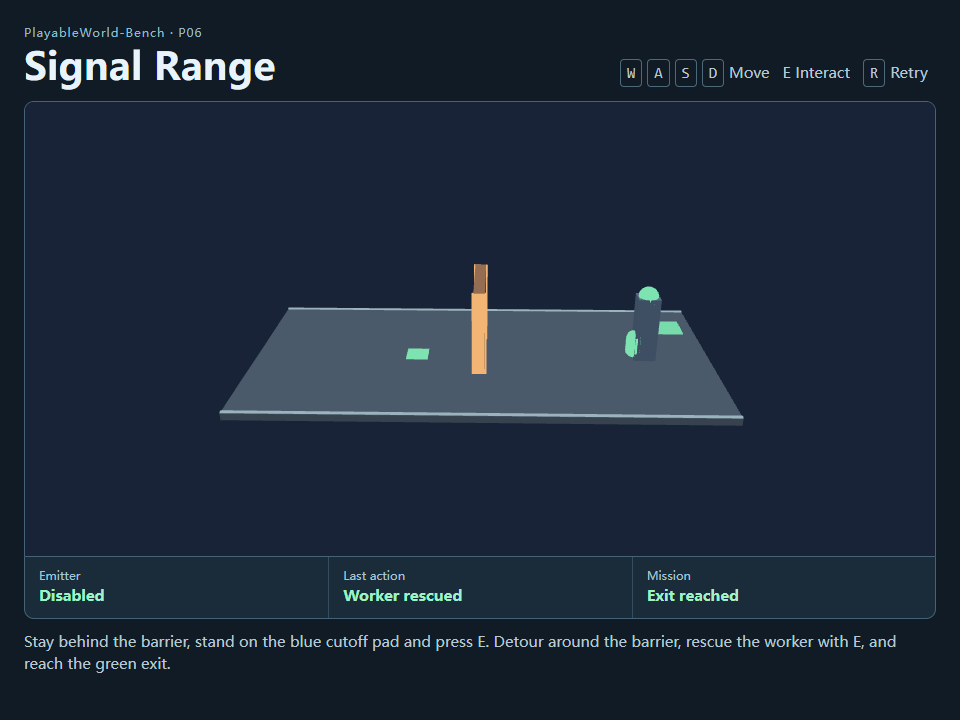 PlayableWorld-Bench · P06
Signal Range
W A S D Move E Interact R Retry
Emitter
Disabled
Last action
Worker rescued
Mission
Exit reached
Stay behind the barrier, stand on the blue cutoff pad and press E. Detour around the barrier, rescue the worker with E, and
reach the green exit.